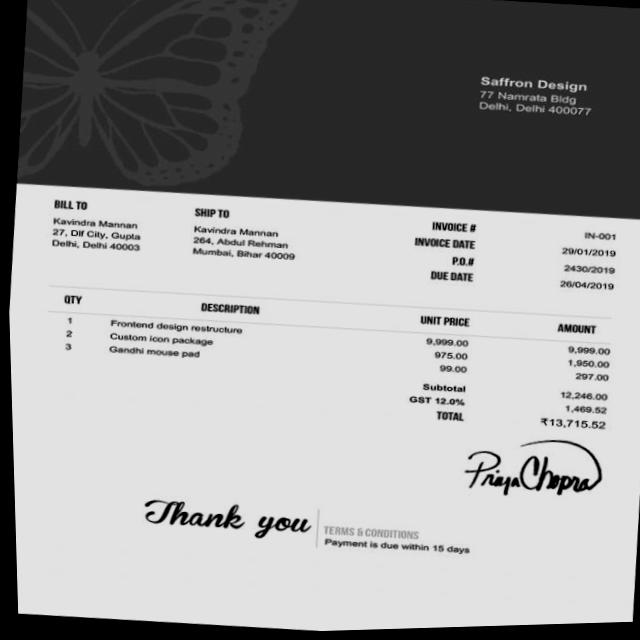 Saffron Design
77 Namrata Bldg
Delhi, Delhi 400077
BILL TO
Kavindra Mannan
27, Dlf City, Gupta
Delhi, Delhi 40003
SHIP TO
Kavindra Mannan
264, Abdul Rehman
Mumbai, Bihar 40009
INVOICE # IN-001
INVOICE DATE 29/01/2019
P.O.# 2430/2019
DUE DATE 26/04/2019
QTY DESCRIPTION UNIT PRICE AMOUNT
1 Frontend design restructure 9,999.00 9,999.00
2 Custom icon package 975.00 1,950.00
3 Gandhi mouse pad 99.00 297.00
Subtotal 12,246.00
GST 12.0% 1,469.52
TOTAL ₹13,715.52
Priya Chopra
Thank you
TERMS & CONDITIONS
Payment is due within 15 days